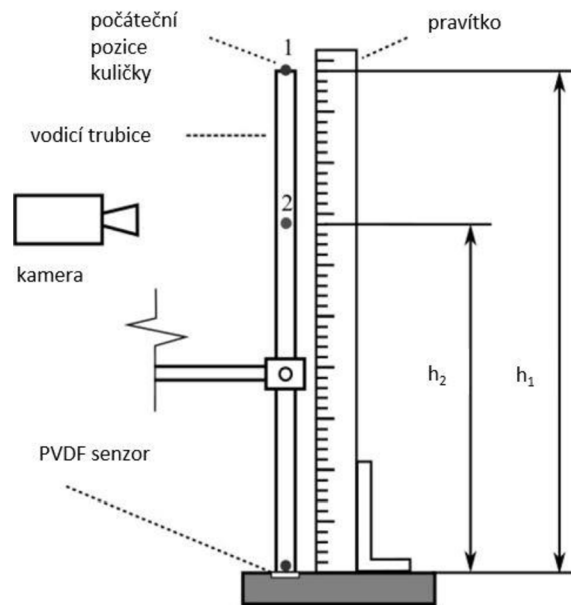 počáteční
pozice
kuličky
1
pravítko
vodicí trubice
2
kamera
h2
h1
PVDF senzor